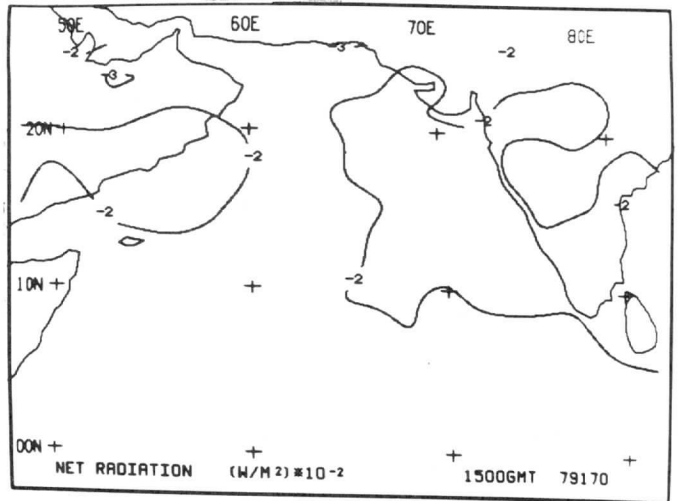 50E 60E 70E 80E
-2 -3 -2
-3
20N -2
-2
-2 -2
10N -2
00N
NET RADIATION (W/M²)*10⁻² 1500GMT 79170